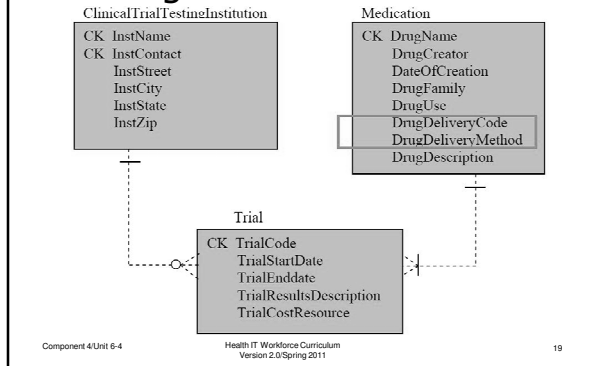 ClinicalTrialTestingInstitution
CK InstName
CK InstContact
InstStreet
InstCity
InstState
InstZip
Medication
CK DrugName
DrugCreator
DateOfCreation
DrugFamily
DrugUse
DrugDeliveryCode
DrugDeliveryMethod
DrugDescription
Trial
CK TrialCode
TrialStartDate
TrialEnddate
TrialResultsDescription
TrialCostResource
Component 4/Unit 6-4
Health IT Workforce Curriculum
Version 2.0/Spring 2011
19